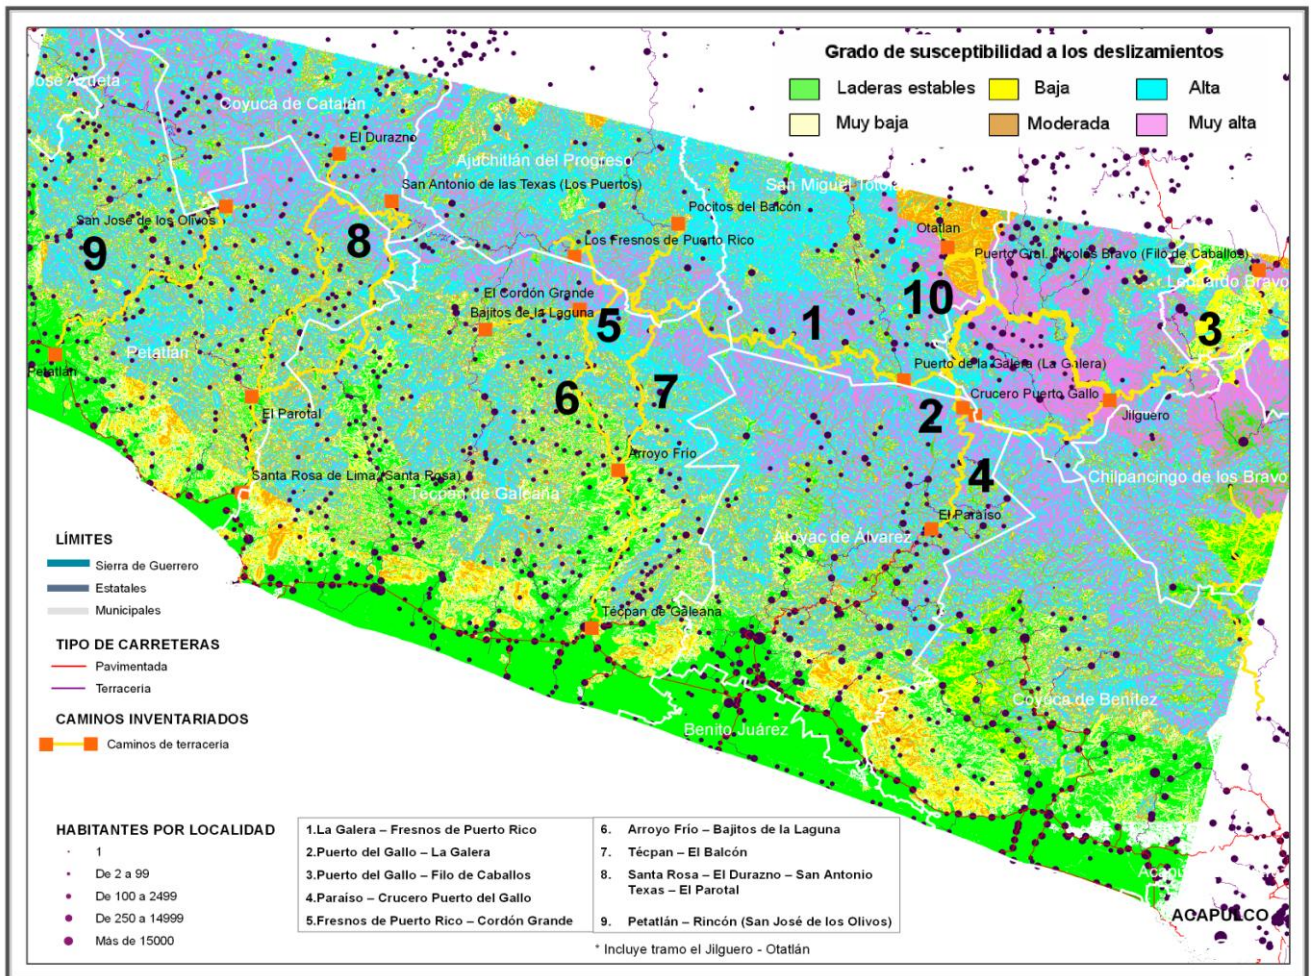 Grado de susceptibilidad a los deslizamientos
Laderas estables
Baja
Alta
Muy baja
Moderada
Muy alta
José Azueta
Coyuca de Catalán
El Durazno
Ajuchitlán del Progreso
San Antonio de las Texas (Los Puertos)
San Miguel Totolapan
San José de los Olivos
Pocitos del Balcón
Otatlan
9
8
Los Fresnos de Puerto Rico
Puerto Gral. Nicolas Bravo (Filo de Caballos)
Leonardo Bravo
El Cordón Grande
10
Bajitos de la Laguna
5
1
3
Petatlán
Petatlán
Puerto de la Galera (La Galera)
6
7
Crucero Puerto Gallo
2
El Parotal
Jilguero
Arroyo Frío
Santa Rosa de Lima (Santa Rosa)
4
Chilpancingo de los Bravo
Técpan de Galeana
El Paraíso
Atoyac de Álvarez
LÍMITES
Sierra de Guerrero
Estatales
Municipales
Técpan de Galeana
TIPO DE CARRETERAS
Pavimentada
Terracería
Coyuca de Benítez
Benito Juárez
CAMINOS INVENTARIADOS
Caminos de terracería
HABITANTES POR LOCALIDAD
1
De 2 a 99
De 100 a 2499
De 250 a 14999
Más de 15000
1.La Galera – Fresnos de Puerto Rico
2.Puerto del Gallo – La Galera
3.Puerto del Gallo – Filo de Caballos
4.Paraíso – Crucero Puerto del Gallo
5.Fresnos de Puerto Rico – Cordón Grande
6. Arroyo Frío – Bajitos de la Laguna
7. Técpan – El Balcón
8. Santa Rosa – El Durazno – San Antonio
Texas – El Parotal
9. Petatlán – Rincón (San José de los Olivos)
* Incluye tramo el Jilguero - Otatlán
ACAPULCO